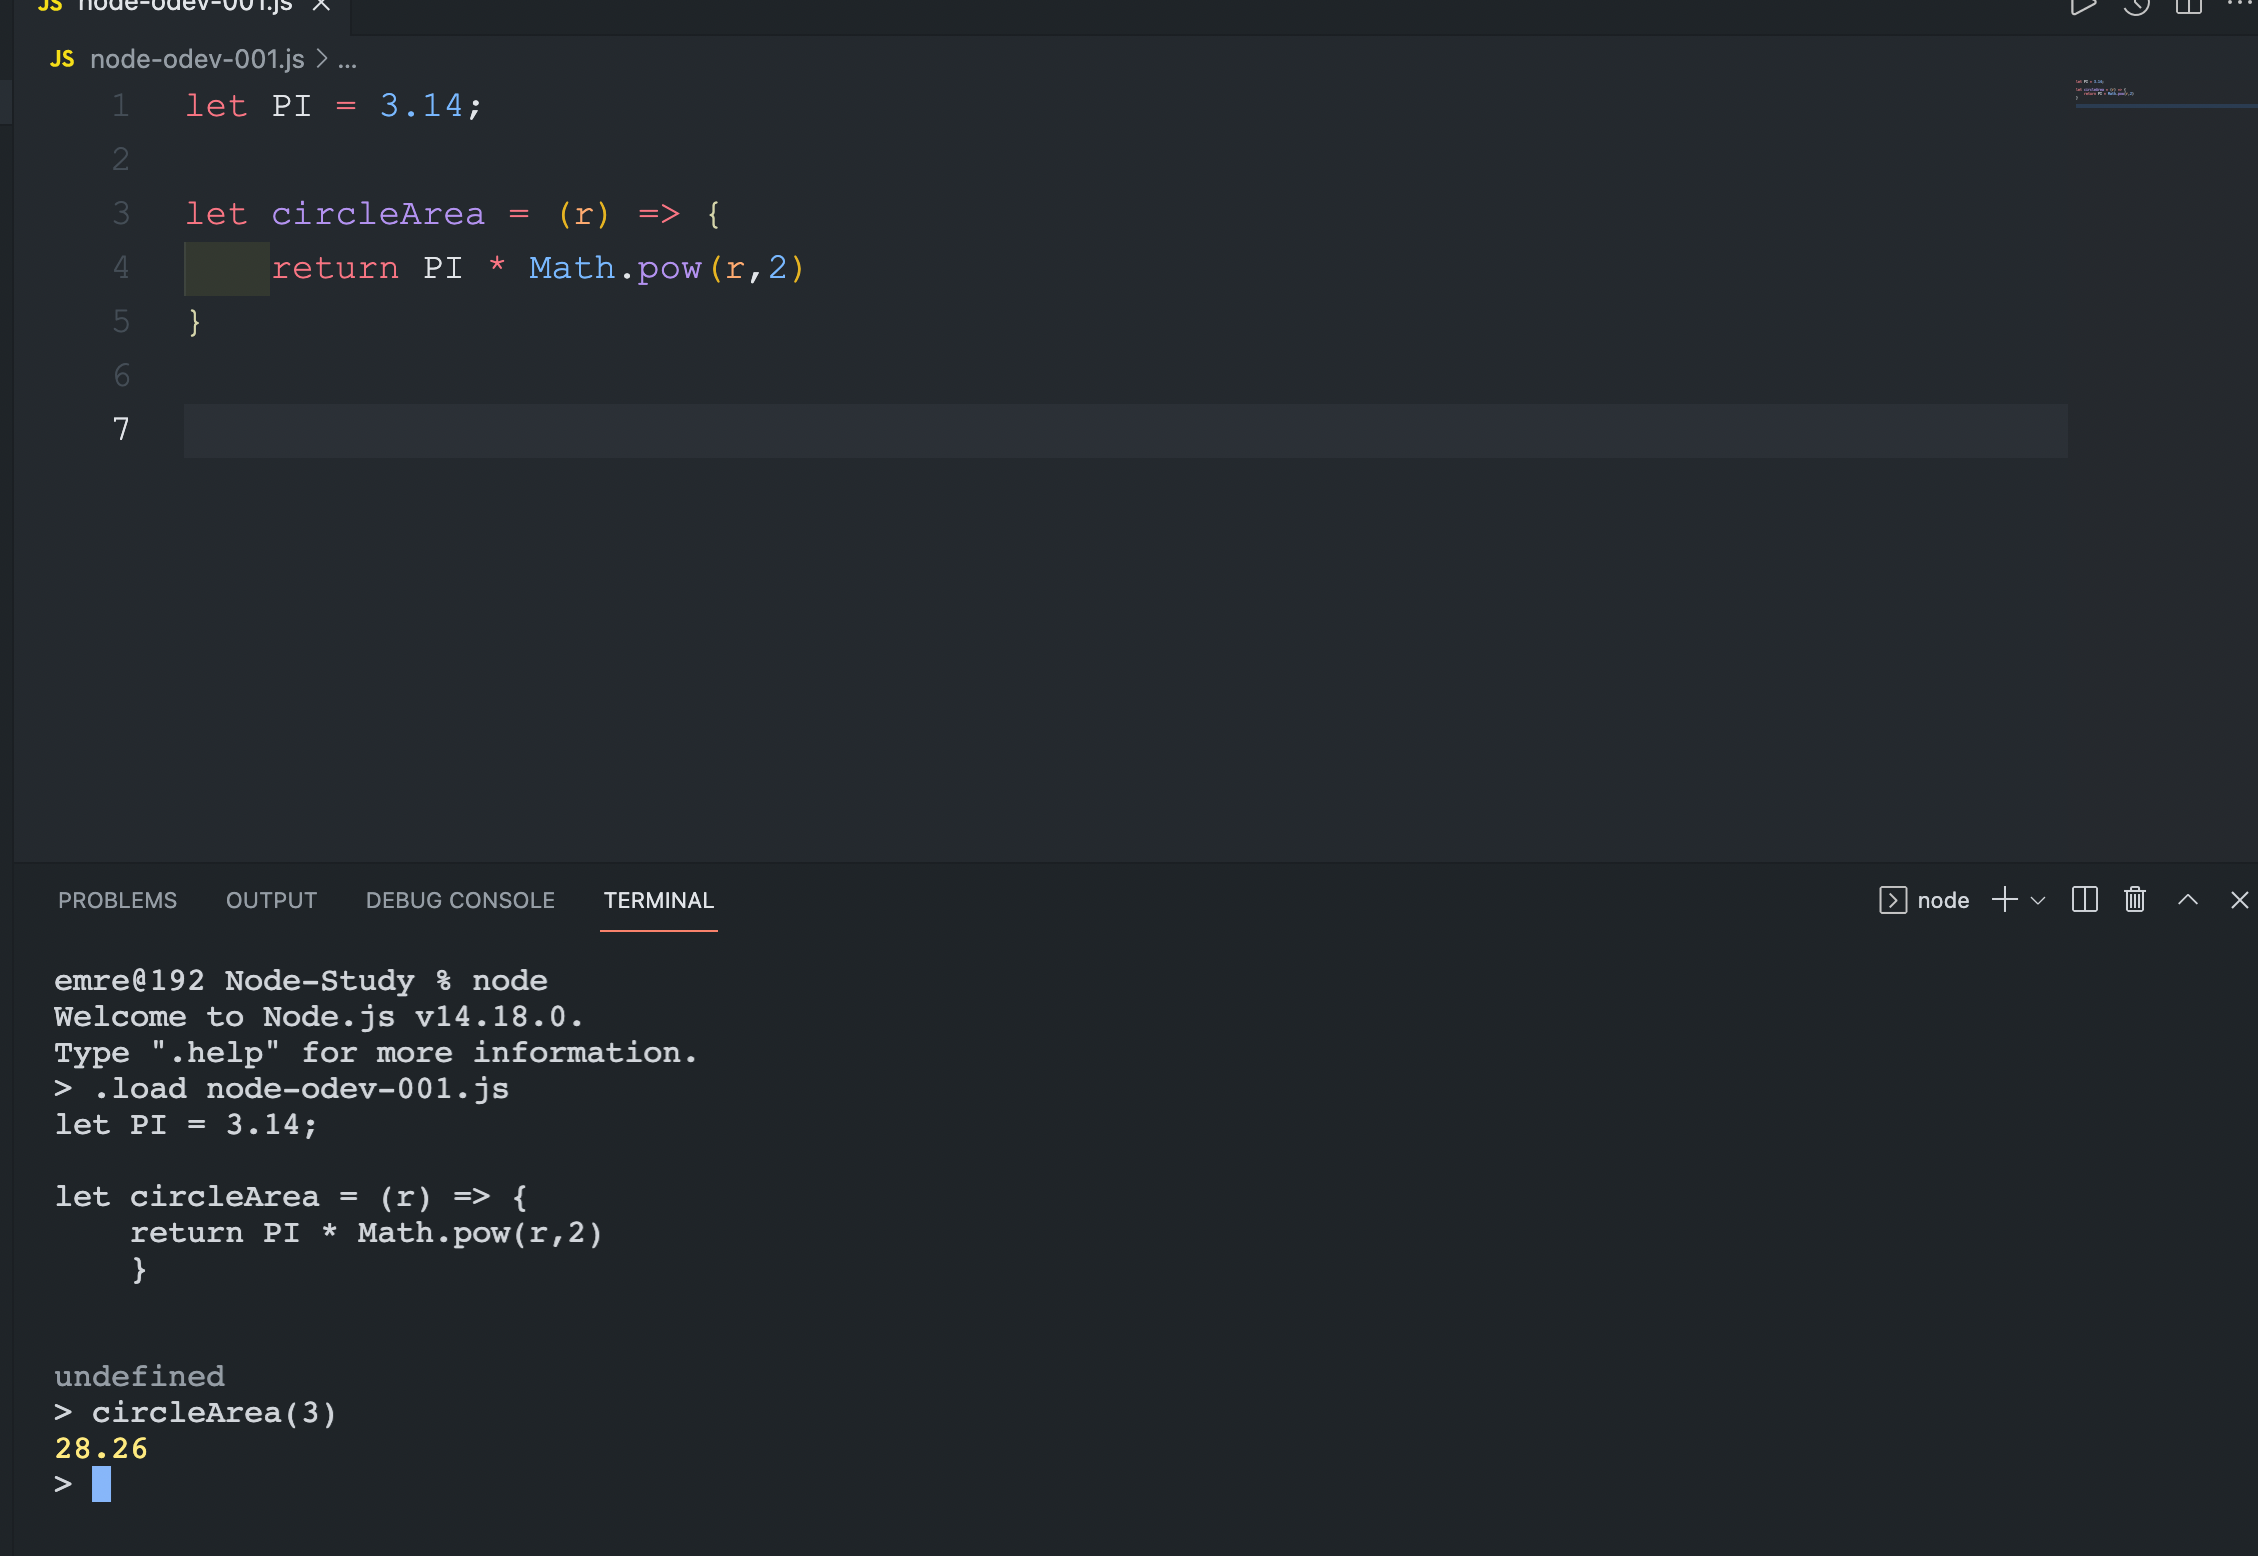 JS node-odev-001.js
JS node-odev-001.js > ...
1 let PI = 3.14;
2
3 let circleArea = (r) => {
4     return PI * Math.pow(r,2)
5 }
6
7
PROBLEMS OUTPUT DEBUG CONSOLE TERMINAL node
emre@192 Node-Study % node
Welcome to Node.js v14.18.0.
Type ".help" for more information.
> .load node-odev-001.js
let PI = 3.14;
let circleArea = (r) => {
    return PI * Math.pow(r,2)
    }
undefined
> circleArea(3)
28.26
>